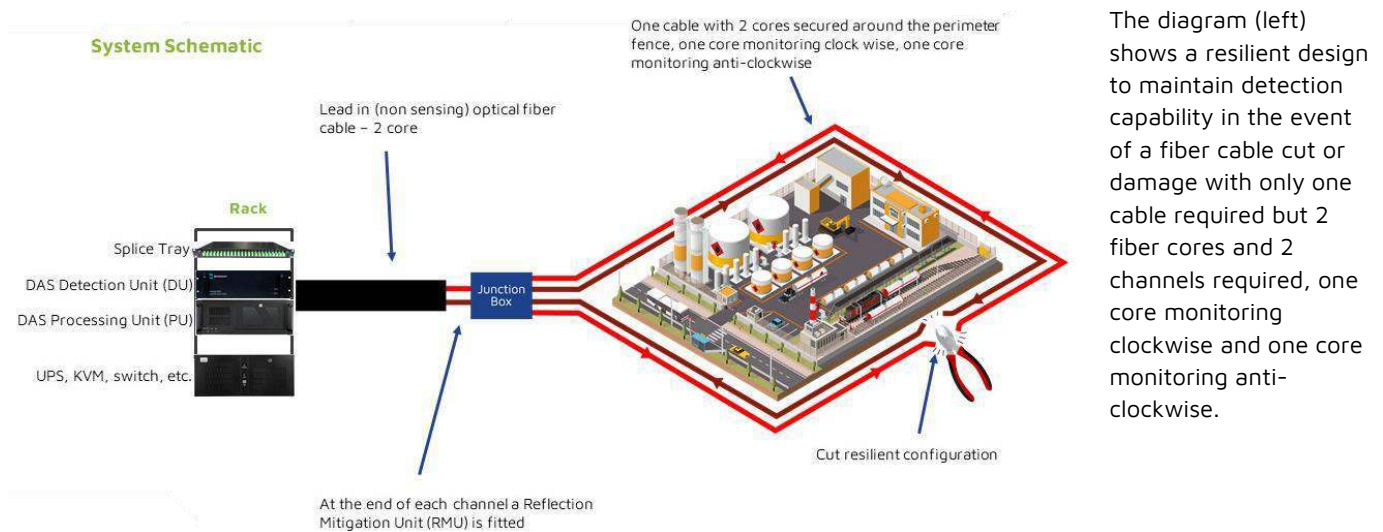 System Schematic
One cable with 2 cores secured around the perimeter
fence, one core monitoring clock wise, one core
monitoring anti-clockwise
Lead in (non sensing) optical fiber
cable – 2 core
Rack
Splice Tray
DAS Detection Unit (DU)
DAS Processing Unit (PU)
UPS, KVM, switch, etc.
Junction
Box
Cut resilient configuration
At the end of each channel a Reflection
Mitigation Unit (RMU) is fitted
The diagram (left)
shows a resilient design
to maintain detection
capability in the event
of a fiber cable cut or
damage with only one
cable required but 2
fiber cores and 2
channels required, one
core monitoring
clockwise and one core
monitoring anti-
clockwise.